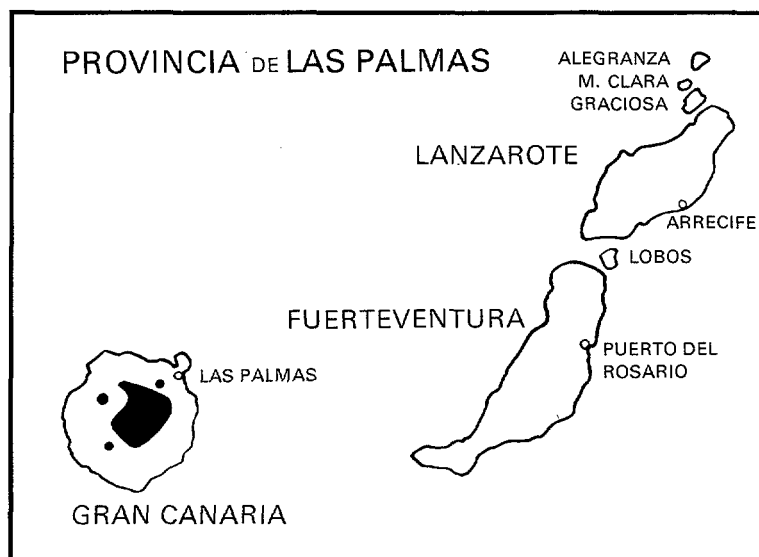 PROVINCIA DE LAS PALMAS
ALEGRANZA
M. CLARA
GRACIOSA
LANZAROTE
ARRECIFE
LOBOS
FUERTEVENTURA
PUERTO DEL
ROSARIO
LAS PALMAS
GRAN CANARIA